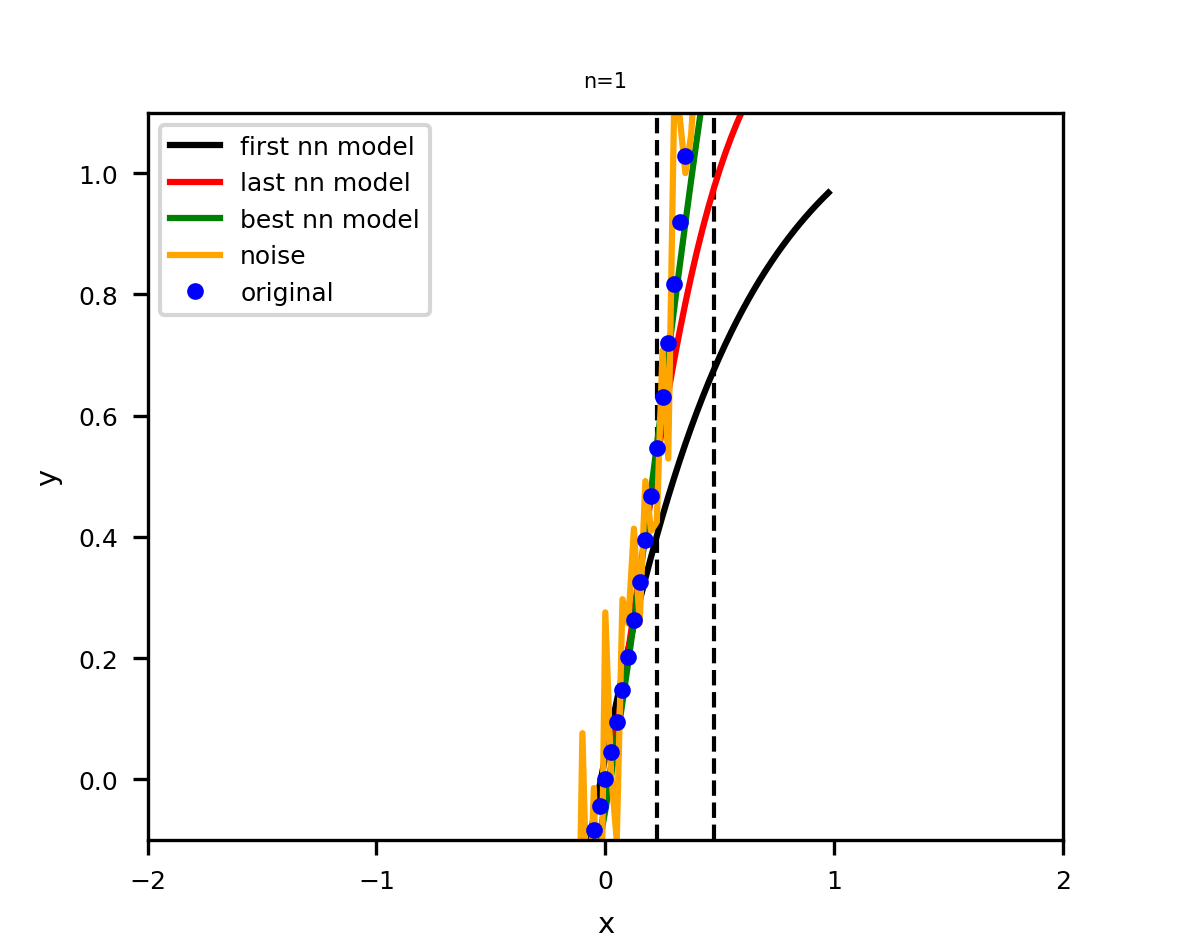 n=1
first nn model
last nn model
best nn model
noise
original
y
1.0
0.8
0.6
0.4
0.2
0.0
−2
−1
0
1
2
x